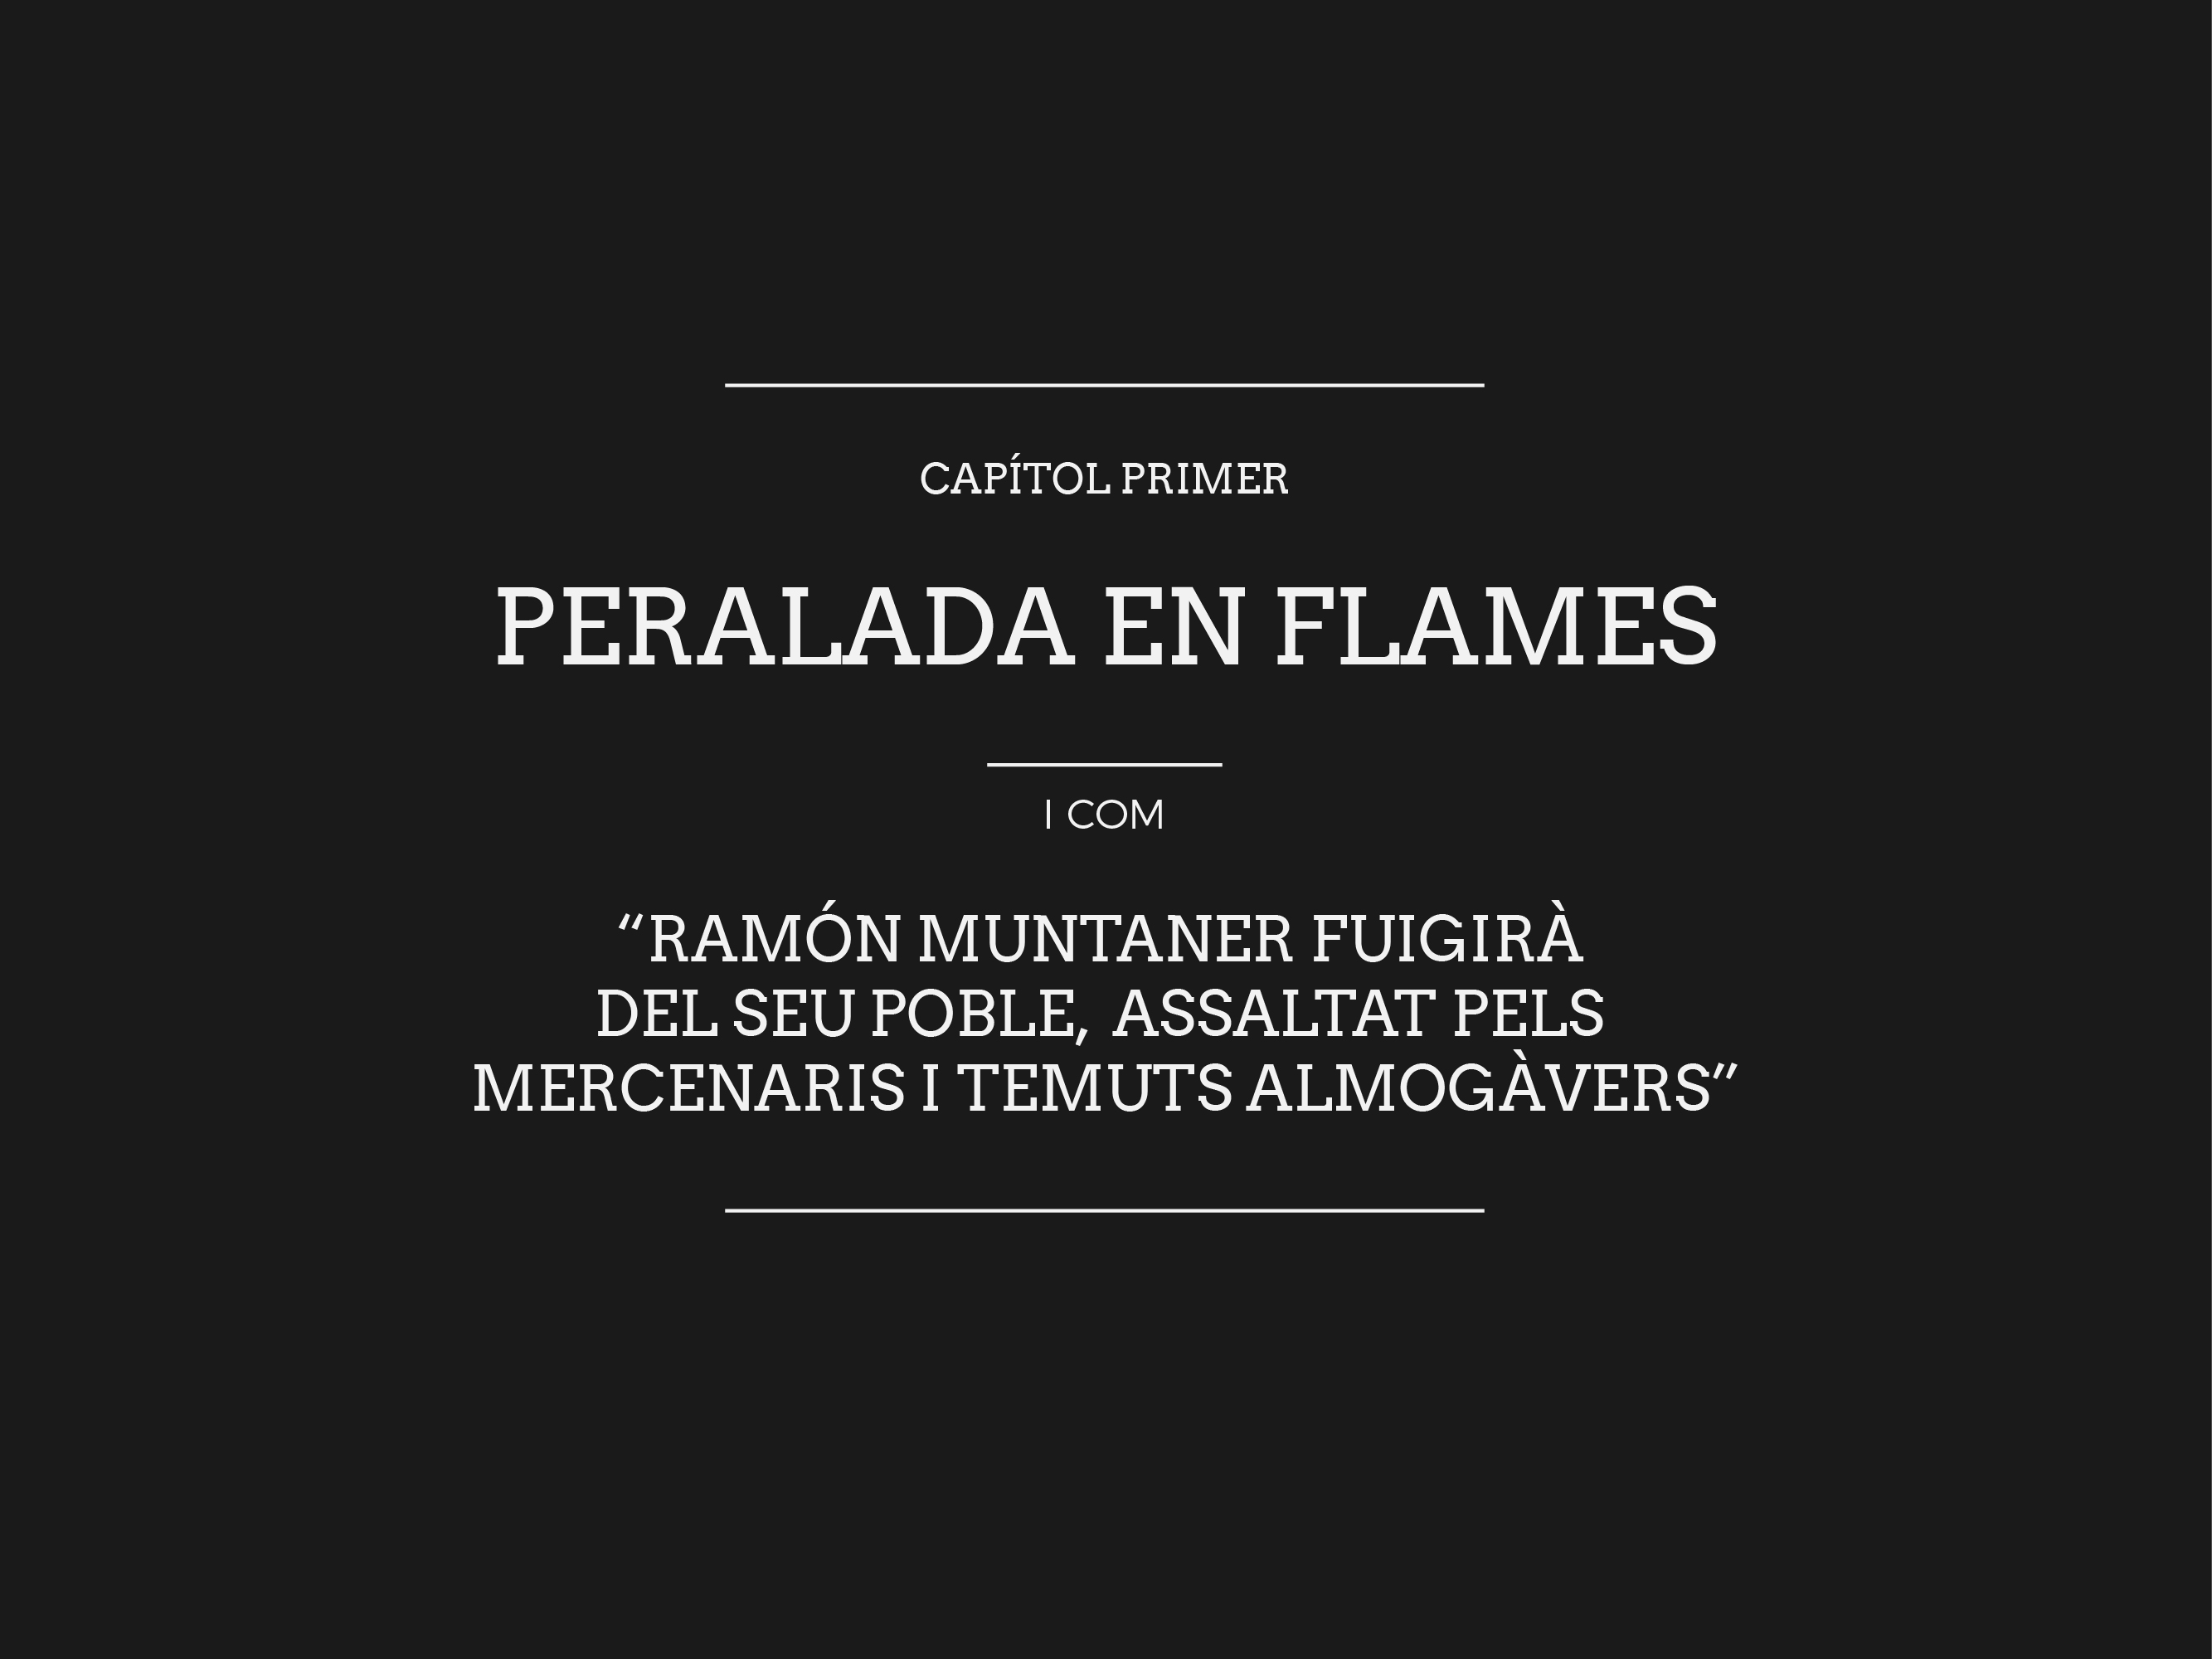 CAPÍTOL PRIMER
PERALADA EN FLAMES
I COM
“RAMÓN MUNTANER FUIGIRÀ
DEL SEU POBLE, ASSALTAT PELS
MERCENARIS I TEMUTS ALMOGÀVERS”